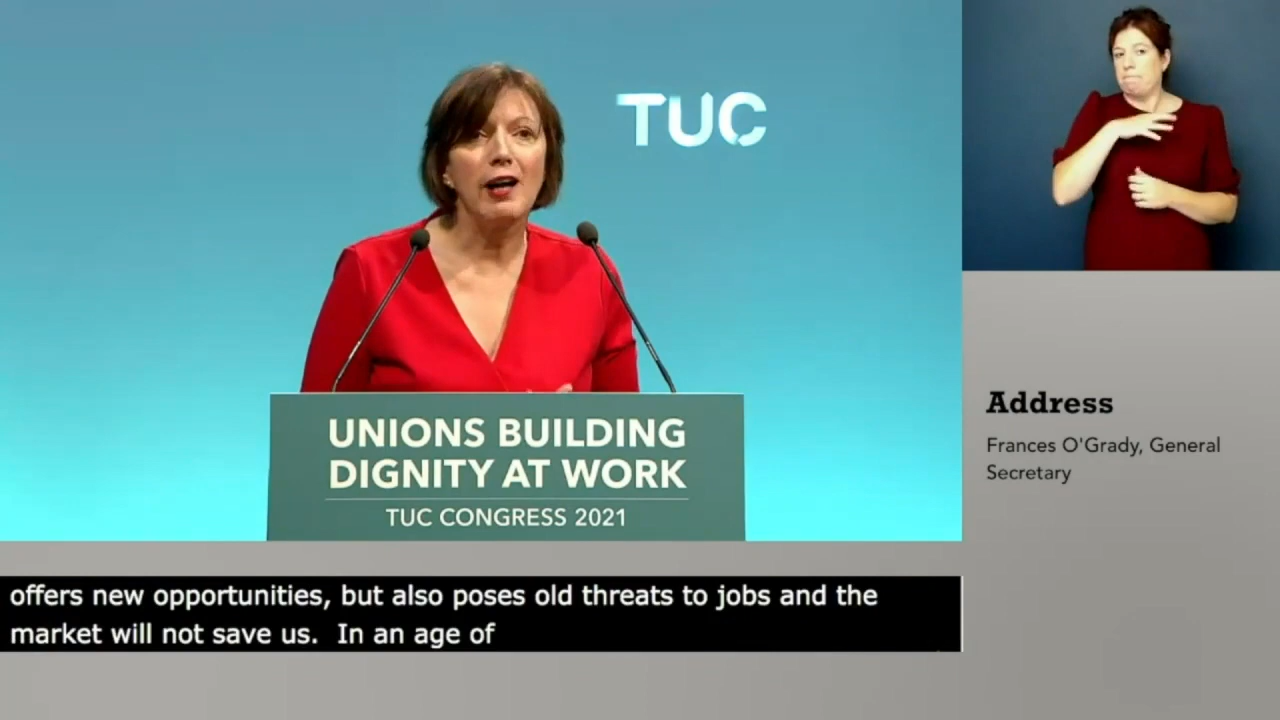 TUC
UNIONS BUILDING
DIGNITY AT WORK
TUC CONGRESS 2021
Address
Frances O'Grady, General
Secretary
offers new opportunities, but also poses old threats to jobs and the
market will not save us.  In an age of